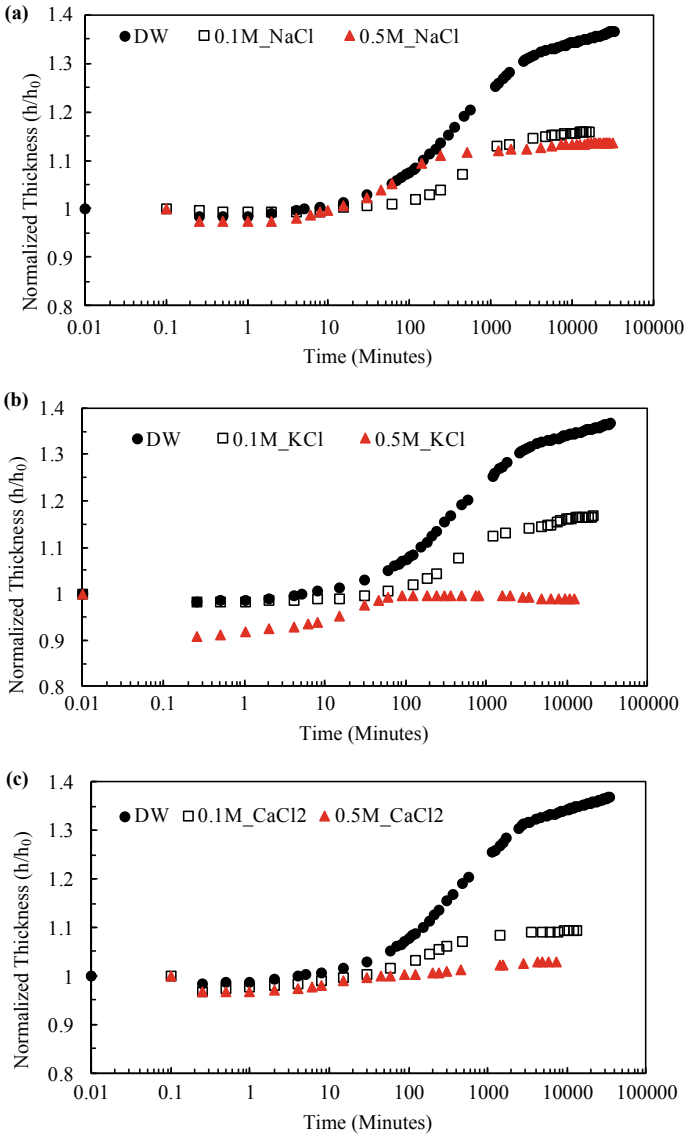 (a)
1.4
DW 0.1M_NaCl 0.5M_NaCl
1.3
1.2
1.1
1
0.9
0.8
Normalized Thickness (h/h₀)
0.01 0.1 1 10 100 1000 10000 100000
Time (Minutes)
(b)
1.4
DW 0.1M_KCl 0.5M_KCl
1.3
1.2
1.1
1
0.9
0.8
Normalized Thickness (h/h₀)
0.01 0.1 1 10 100 1000 10000 100000
Time (Minutes)
(c)
1.4
DW 0.1M_CaCl2 0.5M_CaCl2
1.3
1.2
1.1
1
0.9
0.8
Normalized Thickness (h/h₀)
0.01 0.1 1 10 100 1000 10000 100000
Time (Minutes)